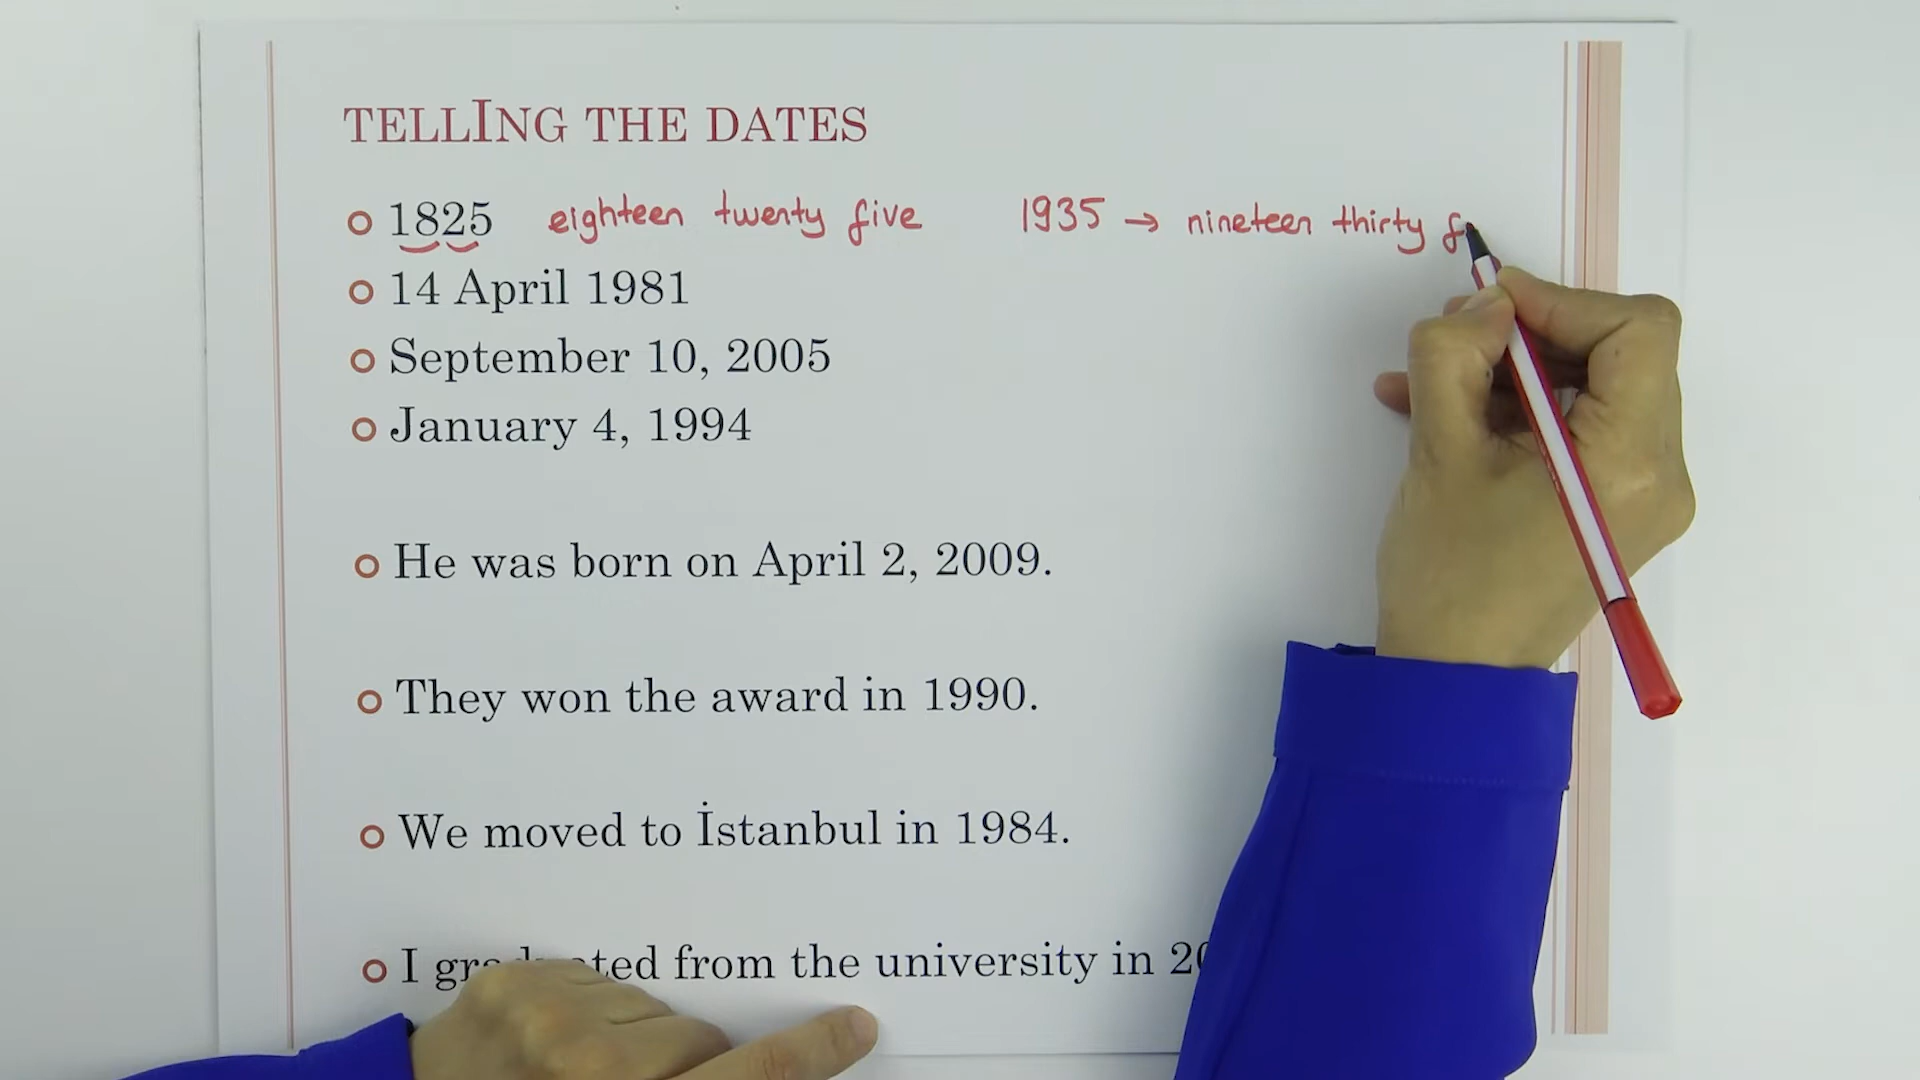 TELLİNG THE DATES
1825 eighteen twenty five 1935 → nineteen thirty
14 April 1981
September 10, 2005
January 4, 1994
He was born on April 2, 2009.
They won the award in 1990.
We moved to İstanbul in 1984.
I from the university in